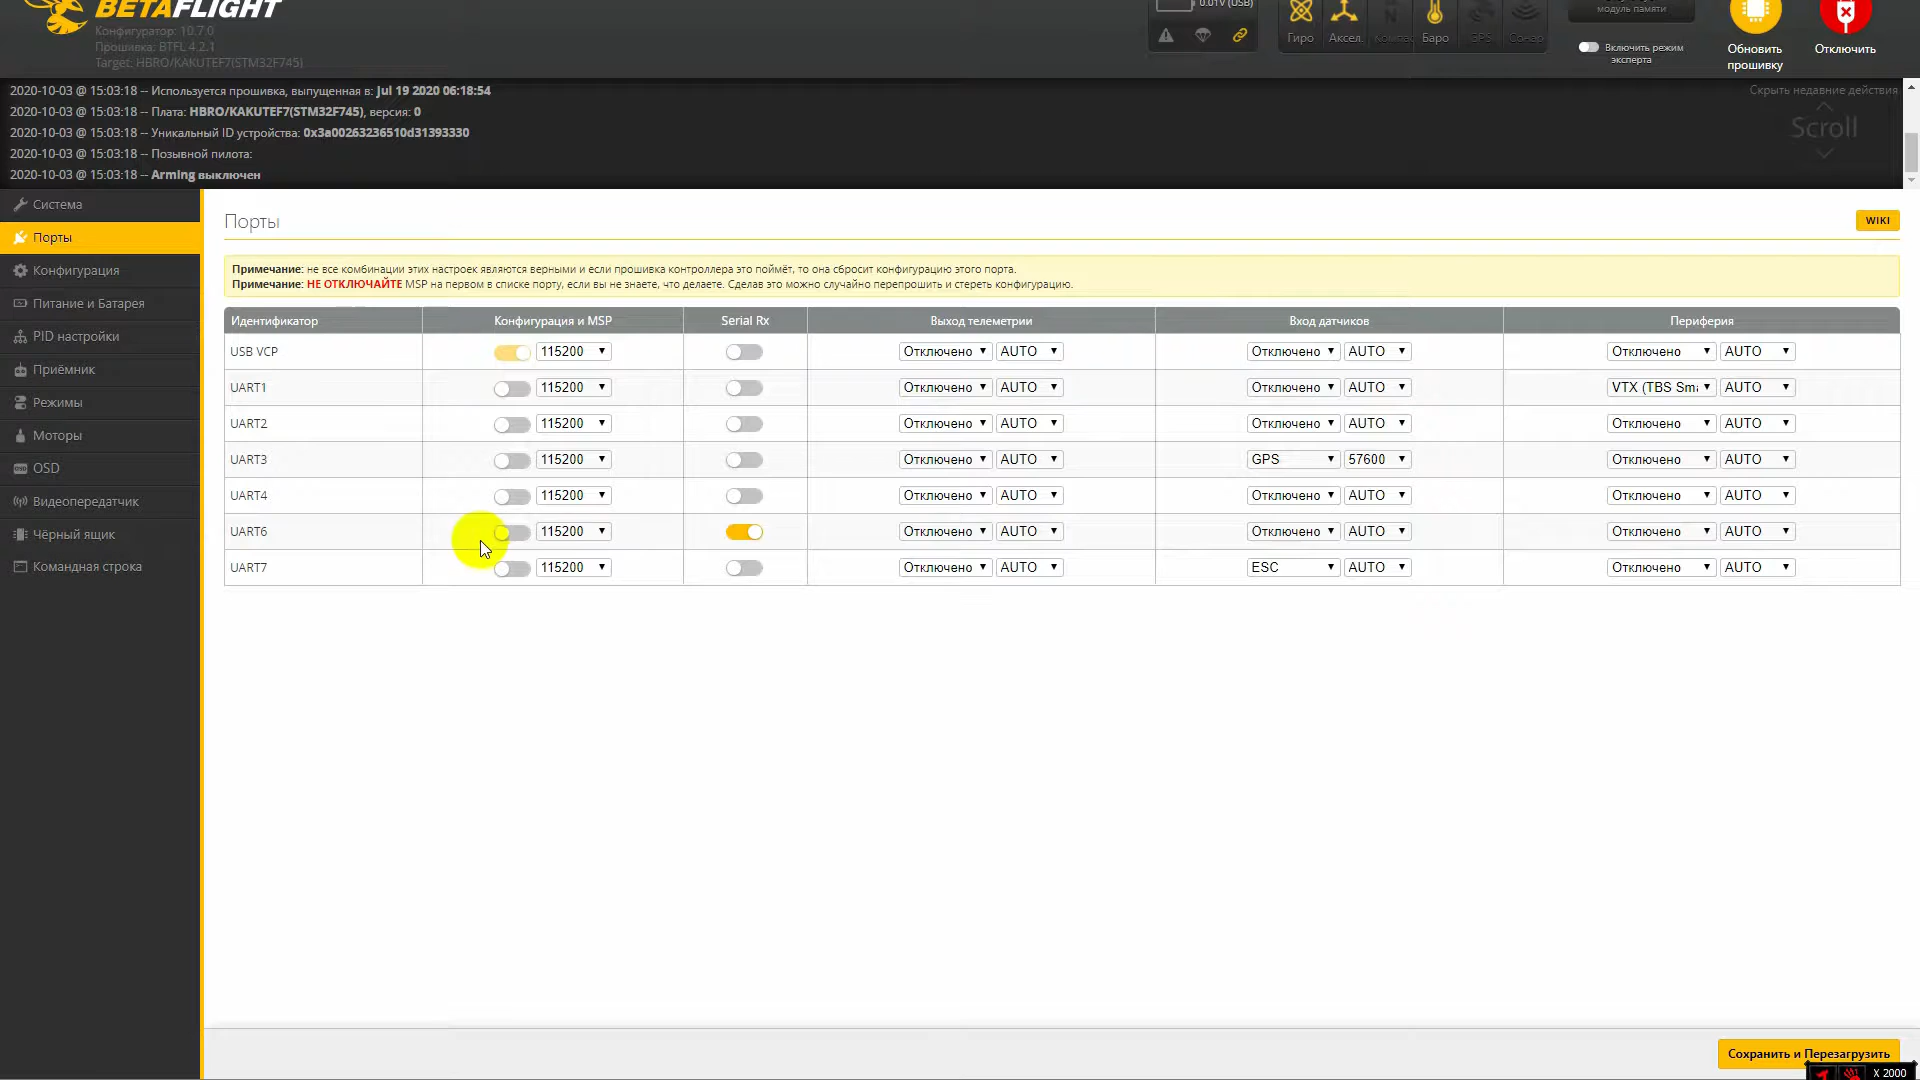 BETAFLIGHT
Конфигуратор: 10.7.0
Прошивка: BTFL 4.2.1
Target: HBRO/KAKUTEF7(STM32F745)
0.01V (USB)
Гиро
Аксел.
Компас
Баро
GPS
Сонар
модуль памяти
Включить режим
эксперта
Обновить
прошивку
Отключить
2020-10-03 @ 15:03:18 -- Используется прошивка, выпущенная в: Jul 19 2020 06:18:54
2020-10-03 @ 15:03:18 -- Плата: HBRO/KAKUTEF7(STM32F745), версия: 0
2020-10-03 @ 15:03:18 -- Уникальный ID устройства: 0x3a00263236510d31393330
2020-10-03 @ 15:03:18 -- Позывной пилота:
2020-10-03 @ 15:03:18 -- Arming выключен
Скрыть недавние действия
Scroll
Система
Порты
Конфигурация
Питание и Батарея
PID настройки
Приёмник
Режимы
Моторы
OSD
Видеопередатчик
Чёрный ящик
Командная строка
Порты
WIKI
Примечание: не все комбинации этих настроек являются верными и если прошивка контроллера это поймёт, то она сбросит конфигурацию этого порта.
Примечание: НЕ ОТКЛЮЧАЙТЕ MSP на первом в списке порту, если вы не знаете, что делаете. Сделав это можно случайно перепрошить и стереть конфигурацию.
Идентификатор Конфигурация и MSP Serial Rx Выход телеметрии Вход датчиков Периферия
USB VCP 115200 Отключено AUTO Отключено AUTO Отключено AUTO
UART1 115200 Отключено AUTO Отключено AUTO VTX (TBS Sma AUTO
UART2 115200 Отключено AUTO Отключено AUTO Отключено AUTO
UART3 115200 Отключено AUTO GPS 57600 Отключено AUTO
UART4 115200 Отключено AUTO Отключено AUTO Отключено AUTO
UART6 115200 Отключено AUTO Отключено AUTO Отключено AUTO
UART7 115200 Отключено AUTO ESC AUTO Отключено AUTO
Сохранить и Перезагрузить
X 2000